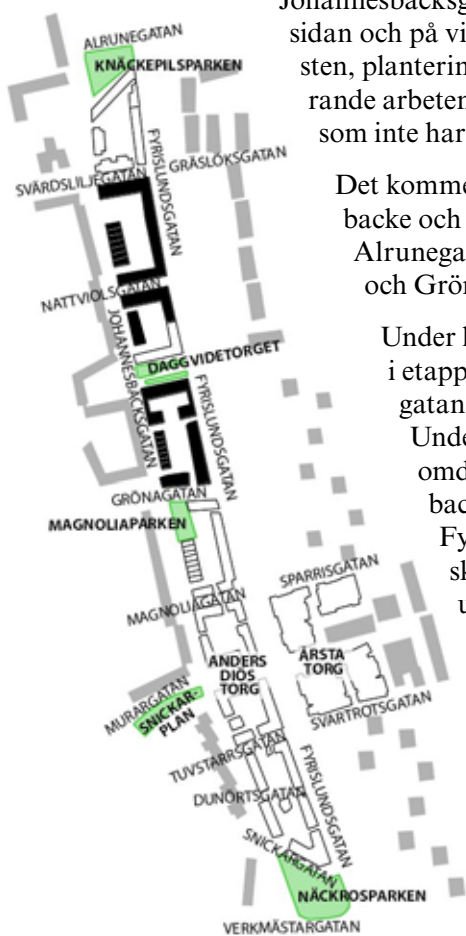 Johannesbacksg
sidan och på vi
sten, planterin
rande arbeten
som inte har
Det komme
backe och
Alrunega
och Grön
Under
i etapp
gatan
Unde
omd
bac
Fy
sk
u
ALRUNEGATAN
KNÄCKEPILSPARKEN
FYRISLUNDSGATAN
GRÄSLÖKSGATAN
SVÄRDSLILJEGATAN
NATTVIOLSGATAN
JOHANNESBÄCKSGATAN
DAGGVIDETORGET
FYRISLUNDSGATAN
GRÖNAGATAN
MAGNOLIAPARKEN
SPARRISGATAN
MAGNOLIAGATAN
ANDERS
DIÖS
TORG
ÅRSTA
TORG
MURARGATAN
SNICKAR-
PLAN
SVARTROTSGATAN
TUVSTARRSGATAN
FYRISLUNDSGATAN
DUNÖRTSGATAN
SNICKARGATAN
NÄCKROSPARKEN
VERKMÄSTARGATAN